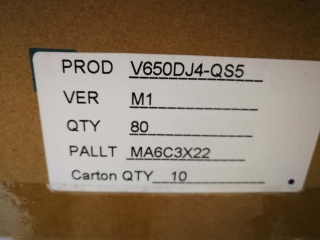 PROD V650DJ4-QS5
VER M1
QTY 80
PALLT MA6C3X22
Carton QTY 10